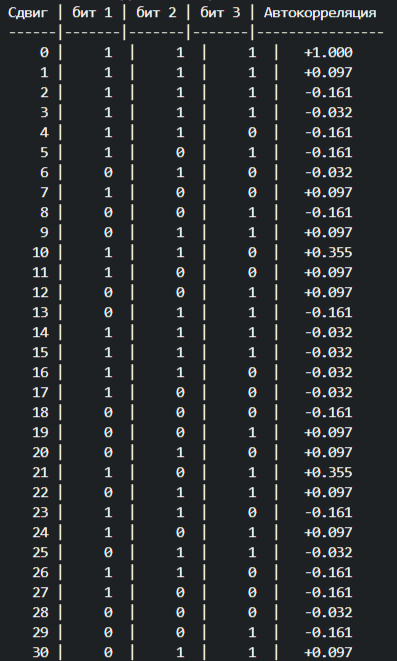 Сдвиг | бит 1 | бит 2 | бит 3 | Автокорреляция
------|-------|-------|-------|---------------
0 | 1 | 1 | 1 | +1.000
1 | 1 | 1 | 1 | +0.097
2 | 1 | 1 | 1 | -0.161
3 | 1 | 1 | 1 | -0.032
4 | 1 | 1 | 0 | -0.161
5 | 1 | 0 | 1 | -0.161
6 | 0 | 1 | 0 | -0.032
7 | 1 | 0 | 0 | +0.097
8 | 0 | 0 | 1 | -0.161
9 | 0 | 1 | 1 | +0.097
10 | 1 | 1 | 0 | +0.355
11 | 1 | 0 | 0 | +0.097
12 | 0 | 0 | 1 | +0.097
13 | 0 | 1 | 1 | -0.161
14 | 1 | 1 | 1 | -0.032
15 | 1 | 1 | 1 | -0.032
16 | 1 | 1 | 0 | -0.032
17 | 1 | 0 | 0 | -0.032
18 | 0 | 0 | 0 | -0.161
19 | 0 | 0 | 1 | +0.097
20 | 0 | 1 | 0 | +0.097
21 | 1 | 0 | 1 | +0.355
22 | 0 | 1 | 1 | +0.097
23 | 1 | 1 | 0 | -0.161
24 | 1 | 0 | 1 | +0.097
25 | 0 | 1 | 1 | -0.032
26 | 1 | 1 | 0 | -0.161
27 | 1 | 0 | 0 | -0.161
28 | 0 | 0 | 0 | -0.032
29 | 0 | 0 | 1 | -0.161
30 | 0 | 1 | 1 | +0.097